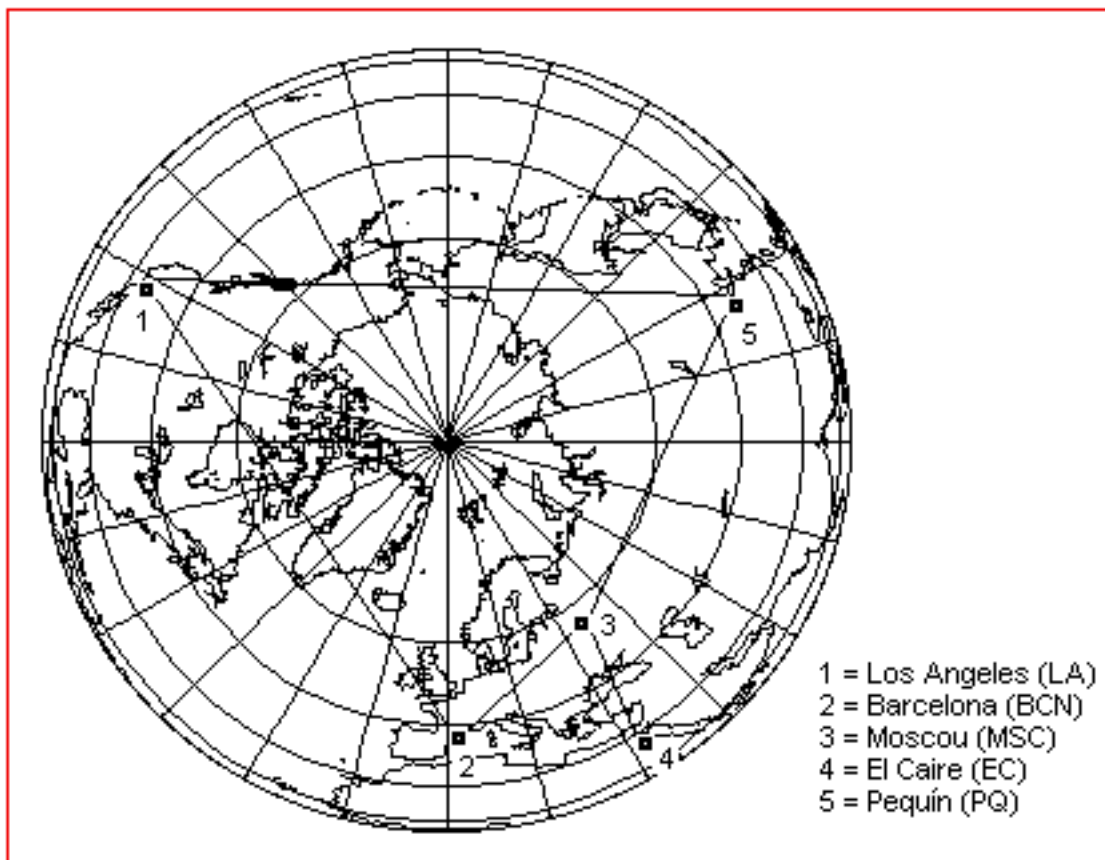 1
5
3
2
4
1 = Los Angeles (LA)
2 = Barcelona (BCN)
3 = Moscou (MSC)
4 = El Caire (EC)
5 = Pequín (PQ)